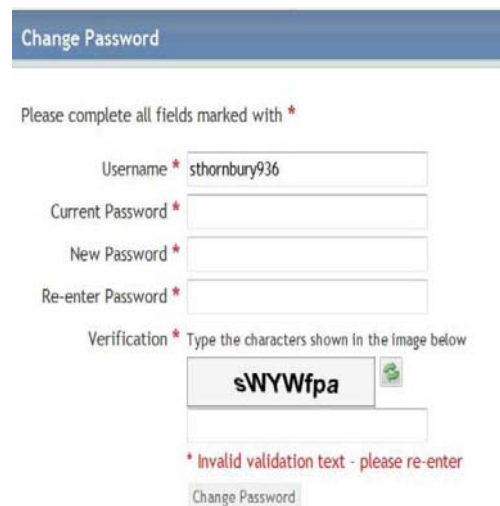 Change Password
Please complete all fields marked with *
Username * sthornbury936
Current Password *
New Password *
Re-enter Password *
Verification * Type the characters shown in the image below
sWYWfpa
* Invalid validation text - please re-enter
Change Password